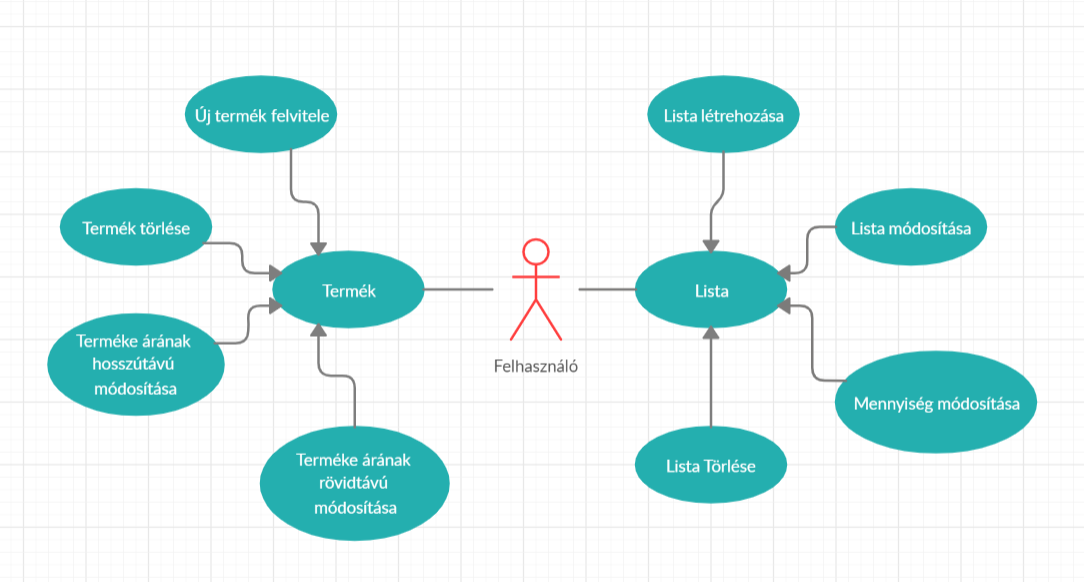 Új termék felvitele
Lista létrehozása
Termék törlése
Lista módosítása
Termék
Lista
Terméke árának
hosszútávú
módosítása
Felhasználó
Mennyiség módosítása
Terméke árának
rövidtávú
módosítása
Lista Törlése